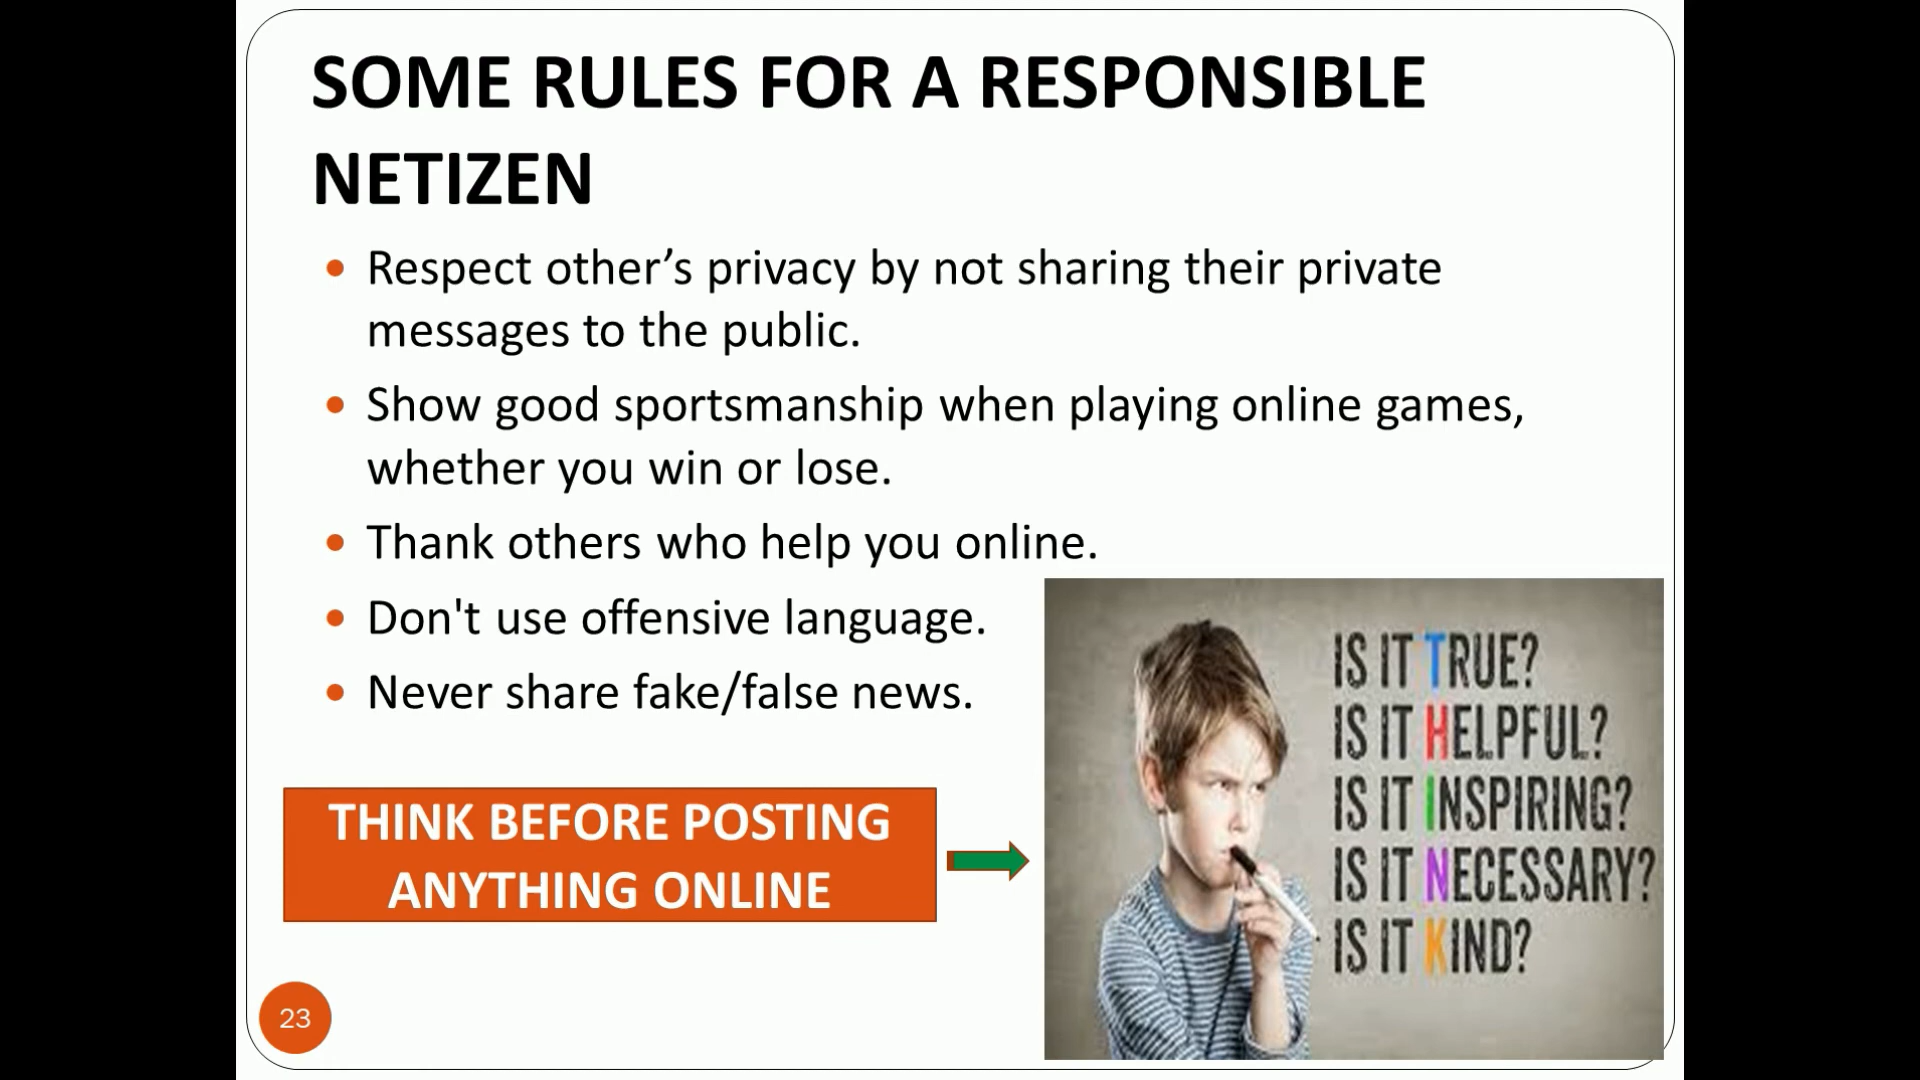 SOME RULES FOR A RESPONSIBLE
NETIZEN
• Respect other’s privacy by not sharing their private
messages to the public.
• Show good sportsmanship when playing online games,
whether you win or lose.
• Thank others who help you online.
• Don't use offensive language.
• Never share fake/false news.
THINK BEFORE POSTING
ANYTHING ONLINE
IS IT TRUE?
IS IT HELPFUL?
IS IT INSPIRING?
IS IT NECESSARY?
IS IT KIND?
23